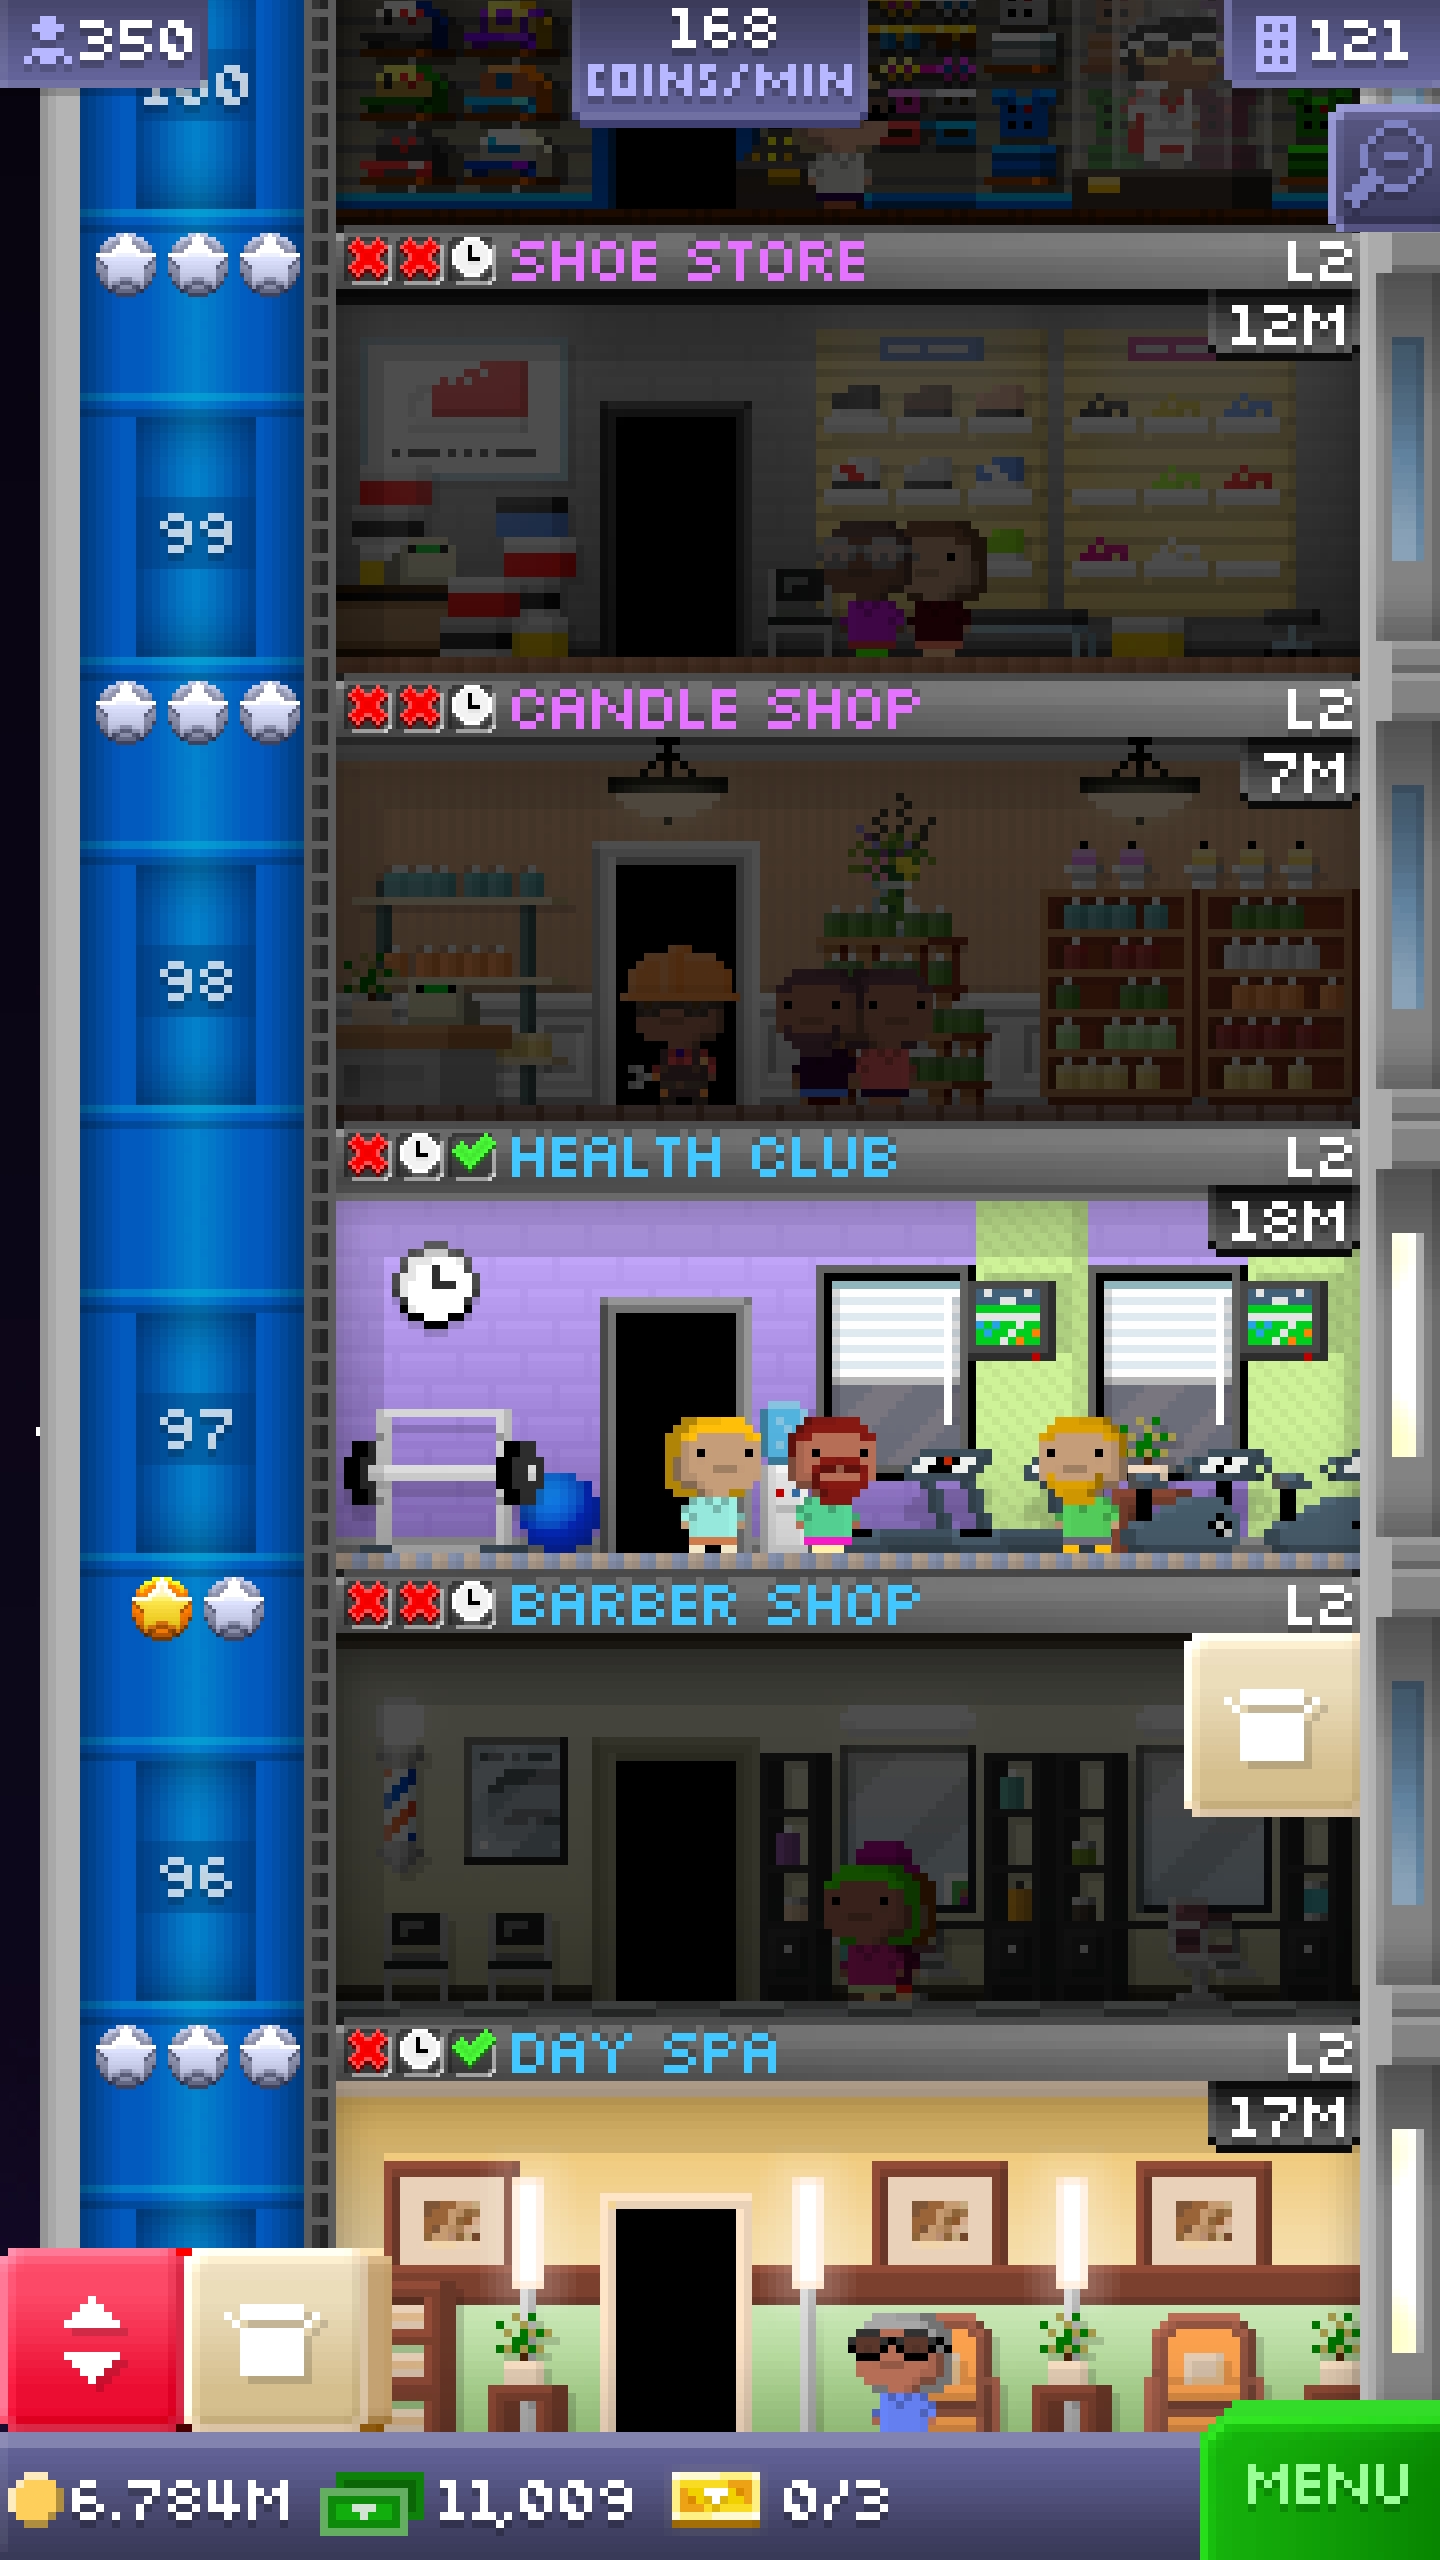 350
168
COINS/MIN
121
100
SHOE STORE
L2
12M
99
CANDLE SHOP
L2
7M
98
HEALTH CLUB
L2
18M
97
BARBER SHOP
L2
96
DAY SPA
L2
17M
6.784M
11,009
0/3
MENU